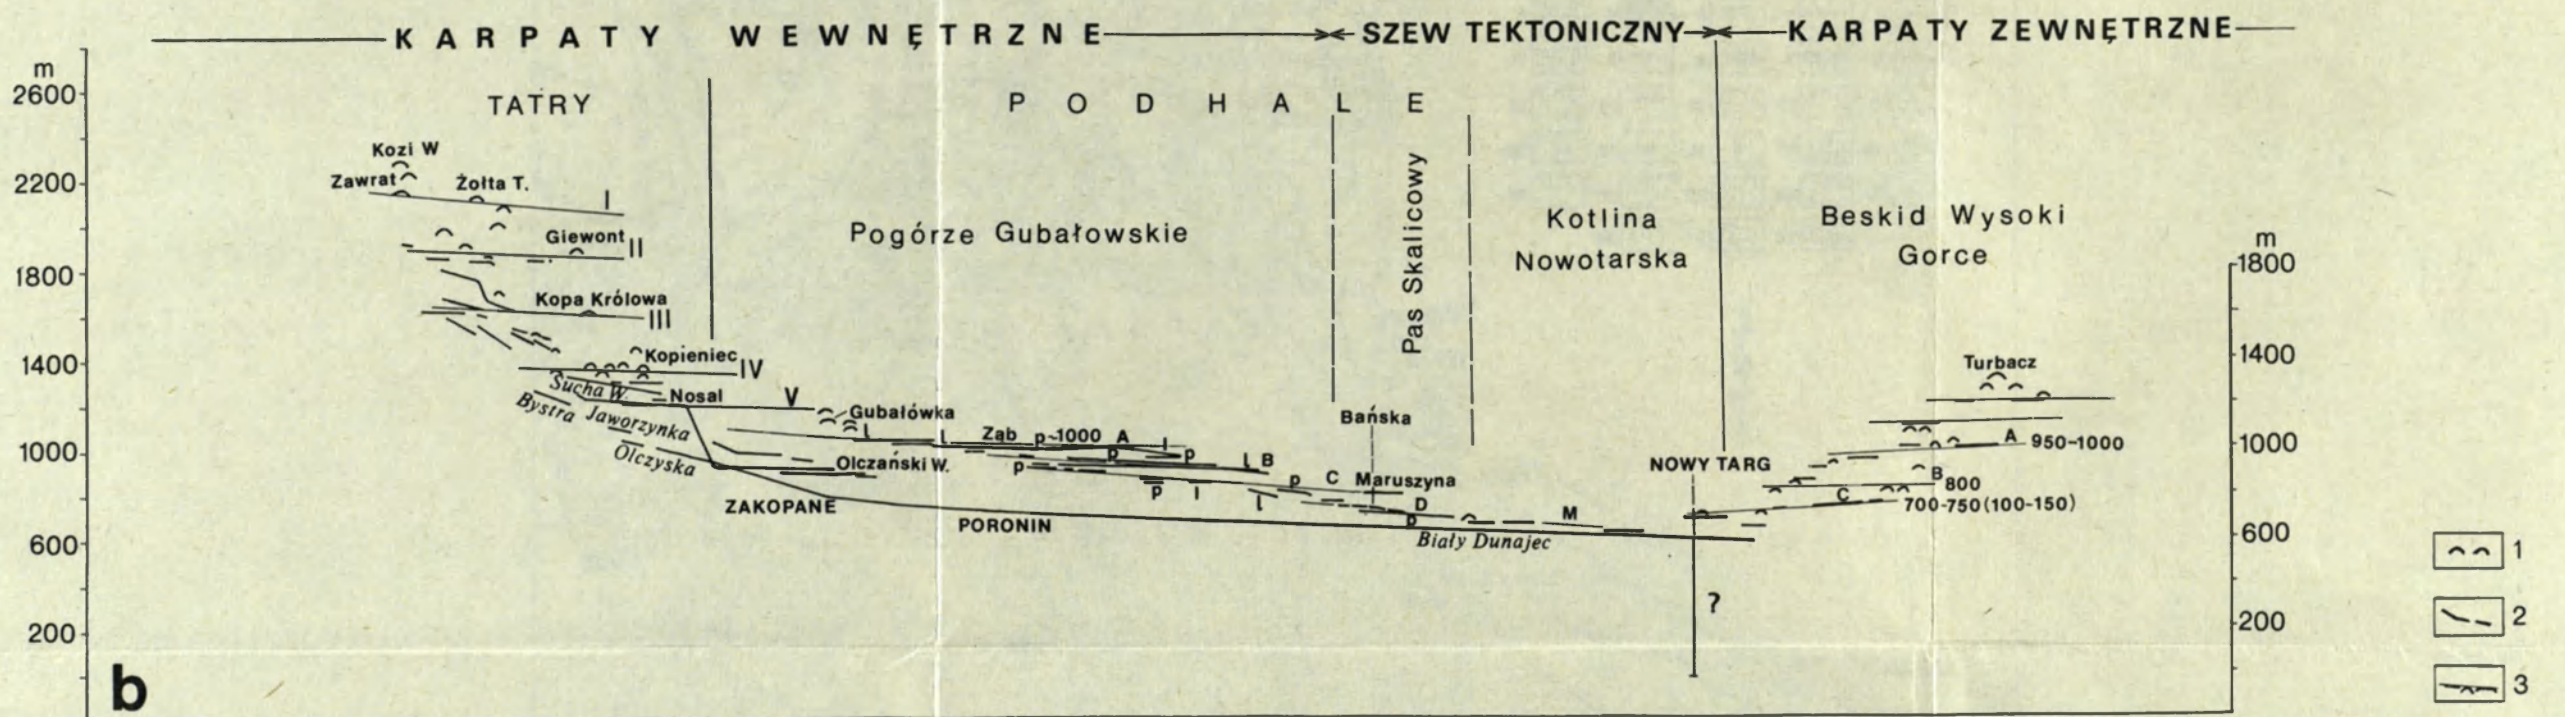 KARPATY WEWNĘTRZNE SZEW TEKTONICZNY KARPATY ZEWNĘTRZNE
m
2600
2200
1800
1400
1000
600
200
TATRY
PODHALE
Kozi W
Zawrat
Żołta T.
I
Giewont II
Kopa Królowa
III
Kopieniec IV
Sucha W.
Nosal
V
Bystra
Jaworzynka
Olczyska
Pogórze Gubałowskie
Gubałówka
l l Ząb p~1000 A l
p p
l B
p
Olczański W.
p l
l
p C Maruszyna
D
p
M
ZAKOPANE
PORONIN
Biały Dunajec
Pas Skalicowy
Bańska
Kotlina
Nowotarska
NOWY TARG
?
Beskid Wysoki
Gorce
Turbacz
A 950-1000
B 800
C 700-750 (100-150)
m
1800
1400
1000
600
200
1
2
3
b